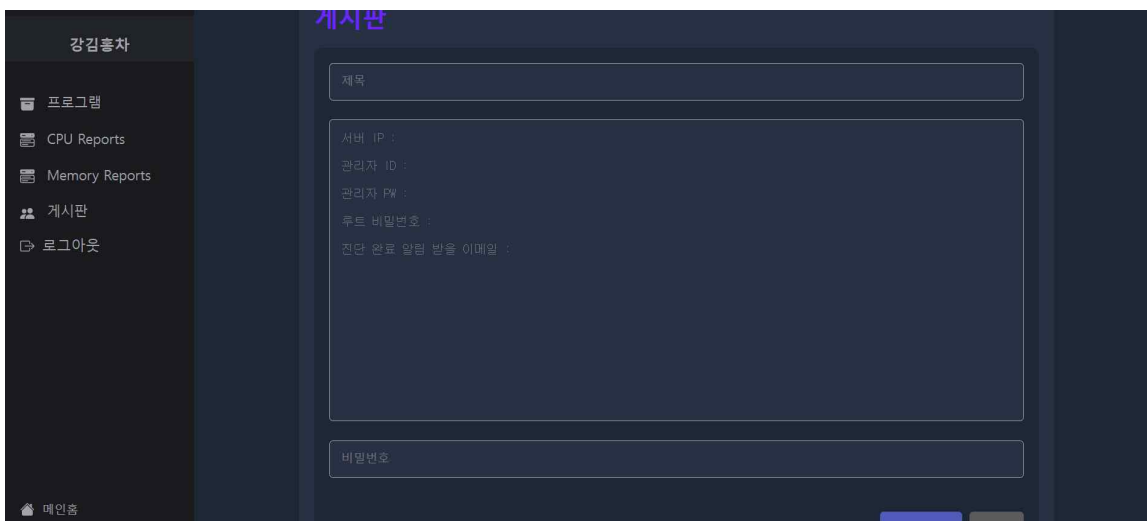 강김홍차
프로그램
CPU Reports
Memory Reports
게시판
로그아웃
메인홈
게시판
제목
서버 IP :
관리자 ID :
관리자 PW :
루트 비밀번호 :
진단 완료 알림 받을 이메일 :
비밀번호